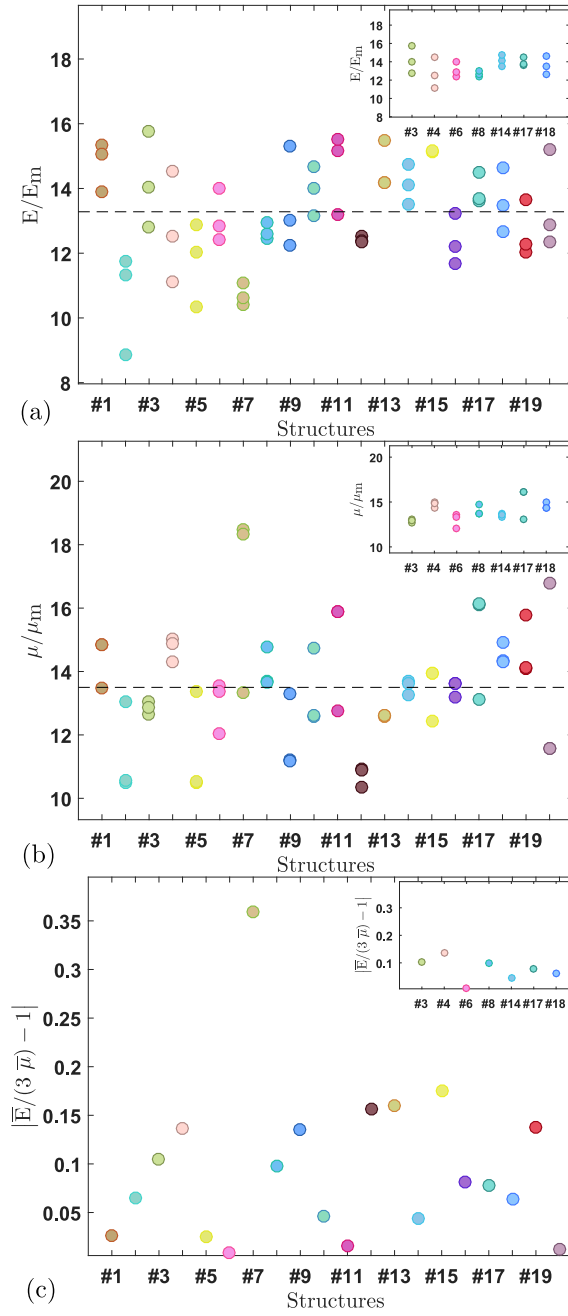 18
16
14
12
10
8
E/Em
#1 #3 #5 #7 #9 #11 #13 #15 #17 #19
Structures
(a)
18
16
14
12
10
8
E/Em
#3 #4 #6 #8 #14 #17 #18
20
18
16
14
12
10
μ/μm
#1 #3 #5 #7 #9 #11 #13 #15 #17 #19
Structures
(b)
20
15
10
μ/μm
#3 #4 #6 #8 #14 #17 #18
0.35
0.3
0.25
0.2
0.15
0.1
0.05
|E̅/(3 μ̅) − 1|
#1 #3 #5 #7 #9 #11 #13 #15 #17 #19
Structures
(c)
0.3
0.2
0.1
|E̅/(3 μ̅) − 1|
#3 #4 #6 #8 #14 #17 #18